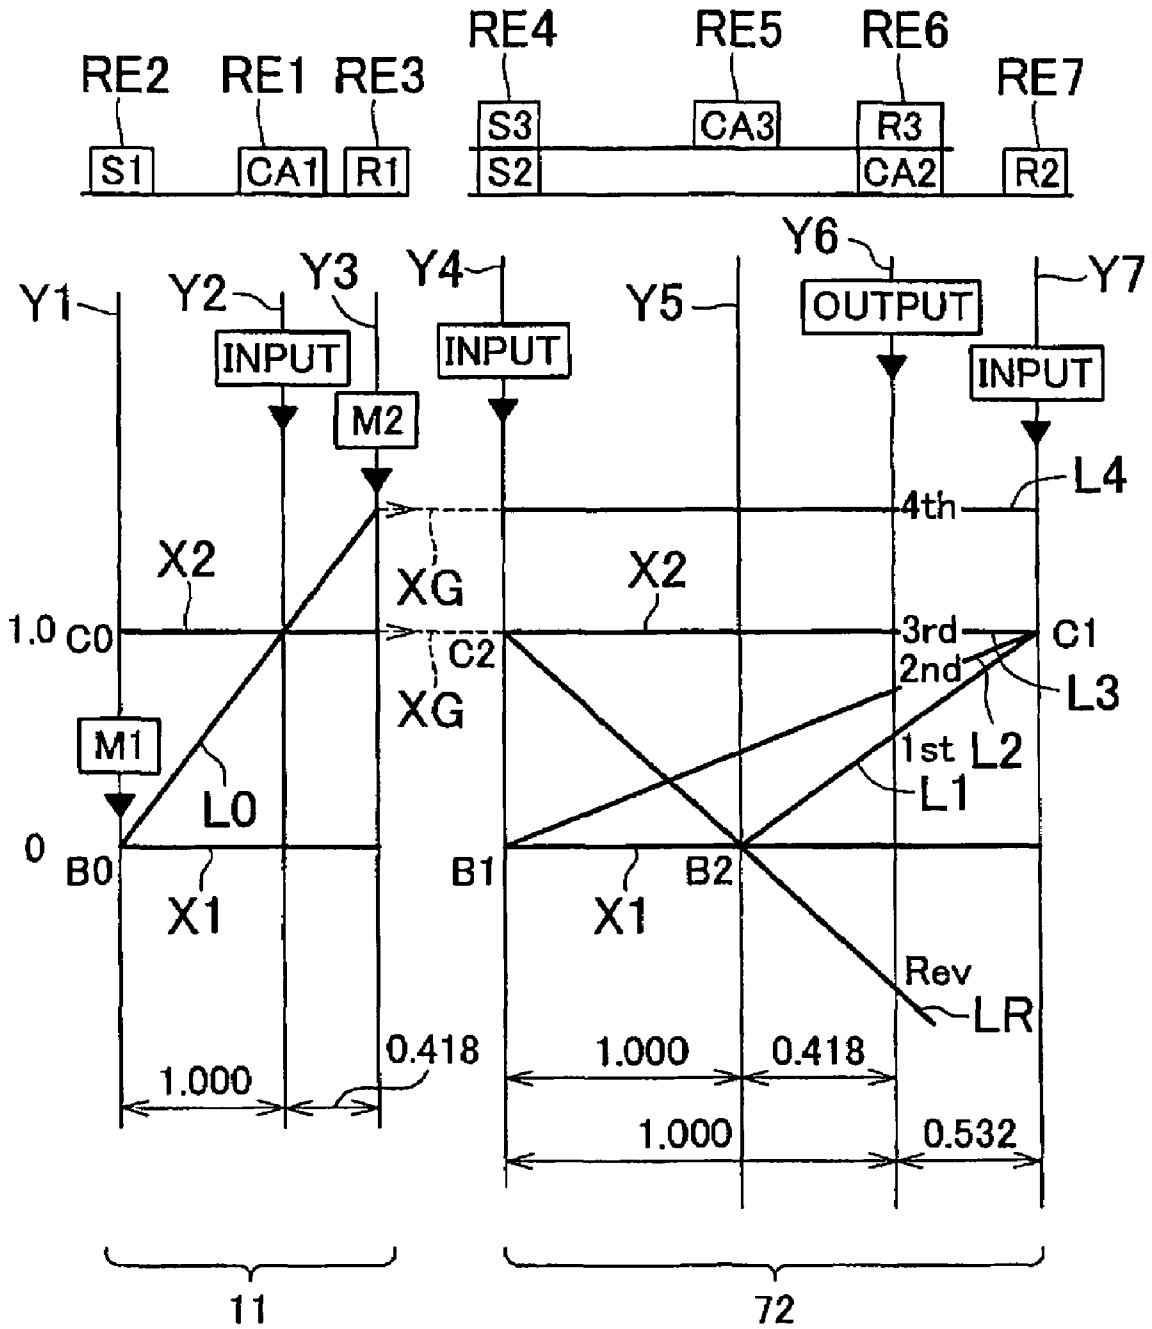 RE4 RE5 RE6
RE2 RE1 RE3 RE7
S3 CA3 R3
S1 CA1 R1 S2 CA2 R2
Y1 Y2 Y3 Y4 Y5 Y6 Y7
OUTPUT
INPUT INPUT INPUT
M2
4th L4
XG
X2 X2
1.0 C0 C2 3rd C1
2nd
XG L3
M1 1st L2
L0 L1
0 B0 B1 B2
X1 X1
Rev
LR
0.418 1.000 0.418
1.000
1.000 0.532
11 72